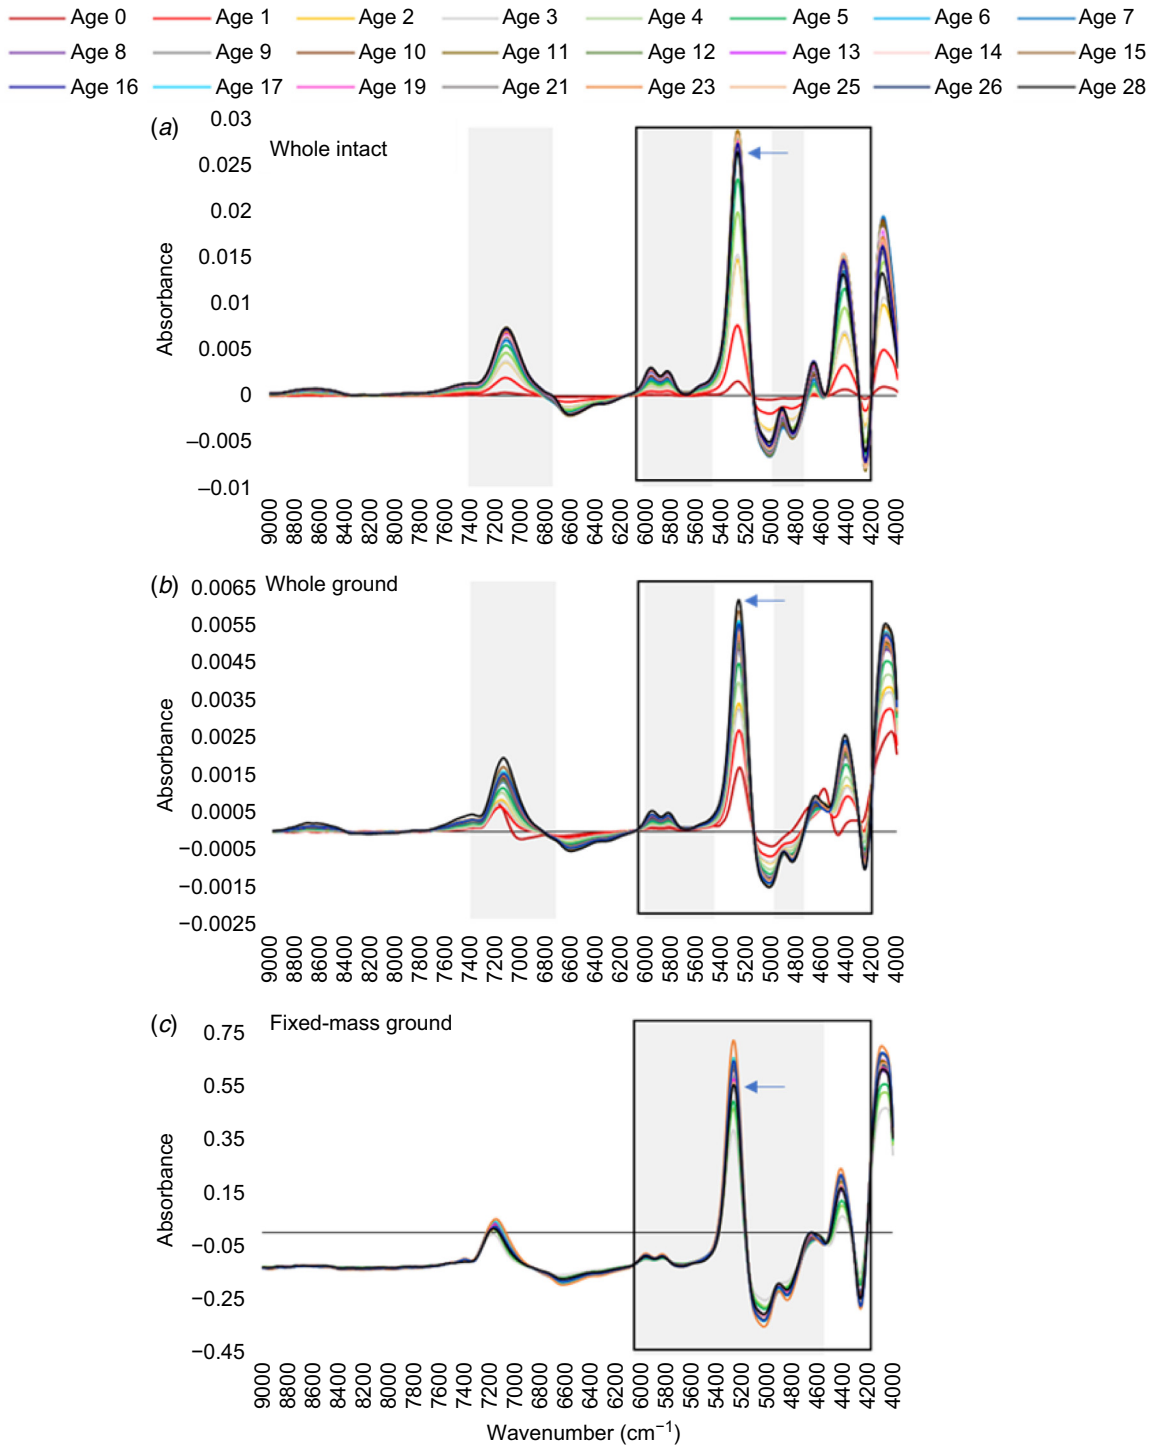 Age 0 Age 1 Age 2 Age 3 Age 4 Age 5 Age 6 Age 7
Age 8 Age 9 Age 10 Age 11 Age 12 Age 13 Age 14 Age 15
Age 16 Age 17 Age 19 Age 21 Age 23 Age 25 Age 26 Age 28
(a)
Whole intact
Absorbance
0.03
0.025
0.02
0.015
0.01
0.005
0
–0.005
–0.01
9000 8800 8600 8400 8200 8000 7800 7600 7400 7200 7000 6800 6600 6400 6200 6000 5800 5600 5400 5200 5000 4800 4600 4400 4200 4000
(b)
Whole ground
Absorbance
0.0065
0.0055
0.0045
0.0035
0.0025
0.0015
0.0005
−0.0005
−0.0015
−0.0025
9000 8800 8600 8400 8200 8000 7800 7600 7400 7200 7000 6800 6600 6400 6200 6000 5800 5600 5400 5200 5000 4800 4600 4400 4200 4000
(c)
Fixed-mass ground
Absorbance
0.75
0.55
0.35
0.15
−0.05
−0.25
−0.45
9000 8800 8600 8400 8200 8000 7800 7600 7400 7200 7000 6800 6600 6400 6200 6000 5800 5600 5400 5200 5000 4800 4600 4400 4200 4000
Wavenumber (cm⁻¹)